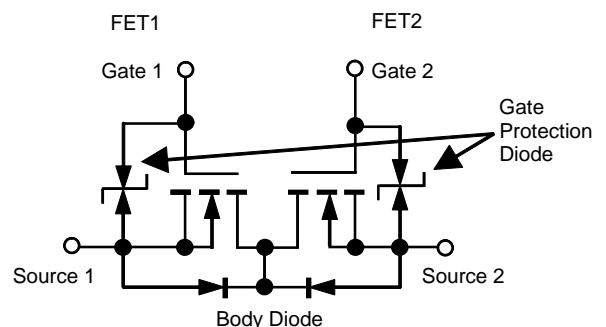 FET1
FET2
Gate 1
Gate 2
Gate
Protection
Diode
Source 1
Source 2
Body Diode